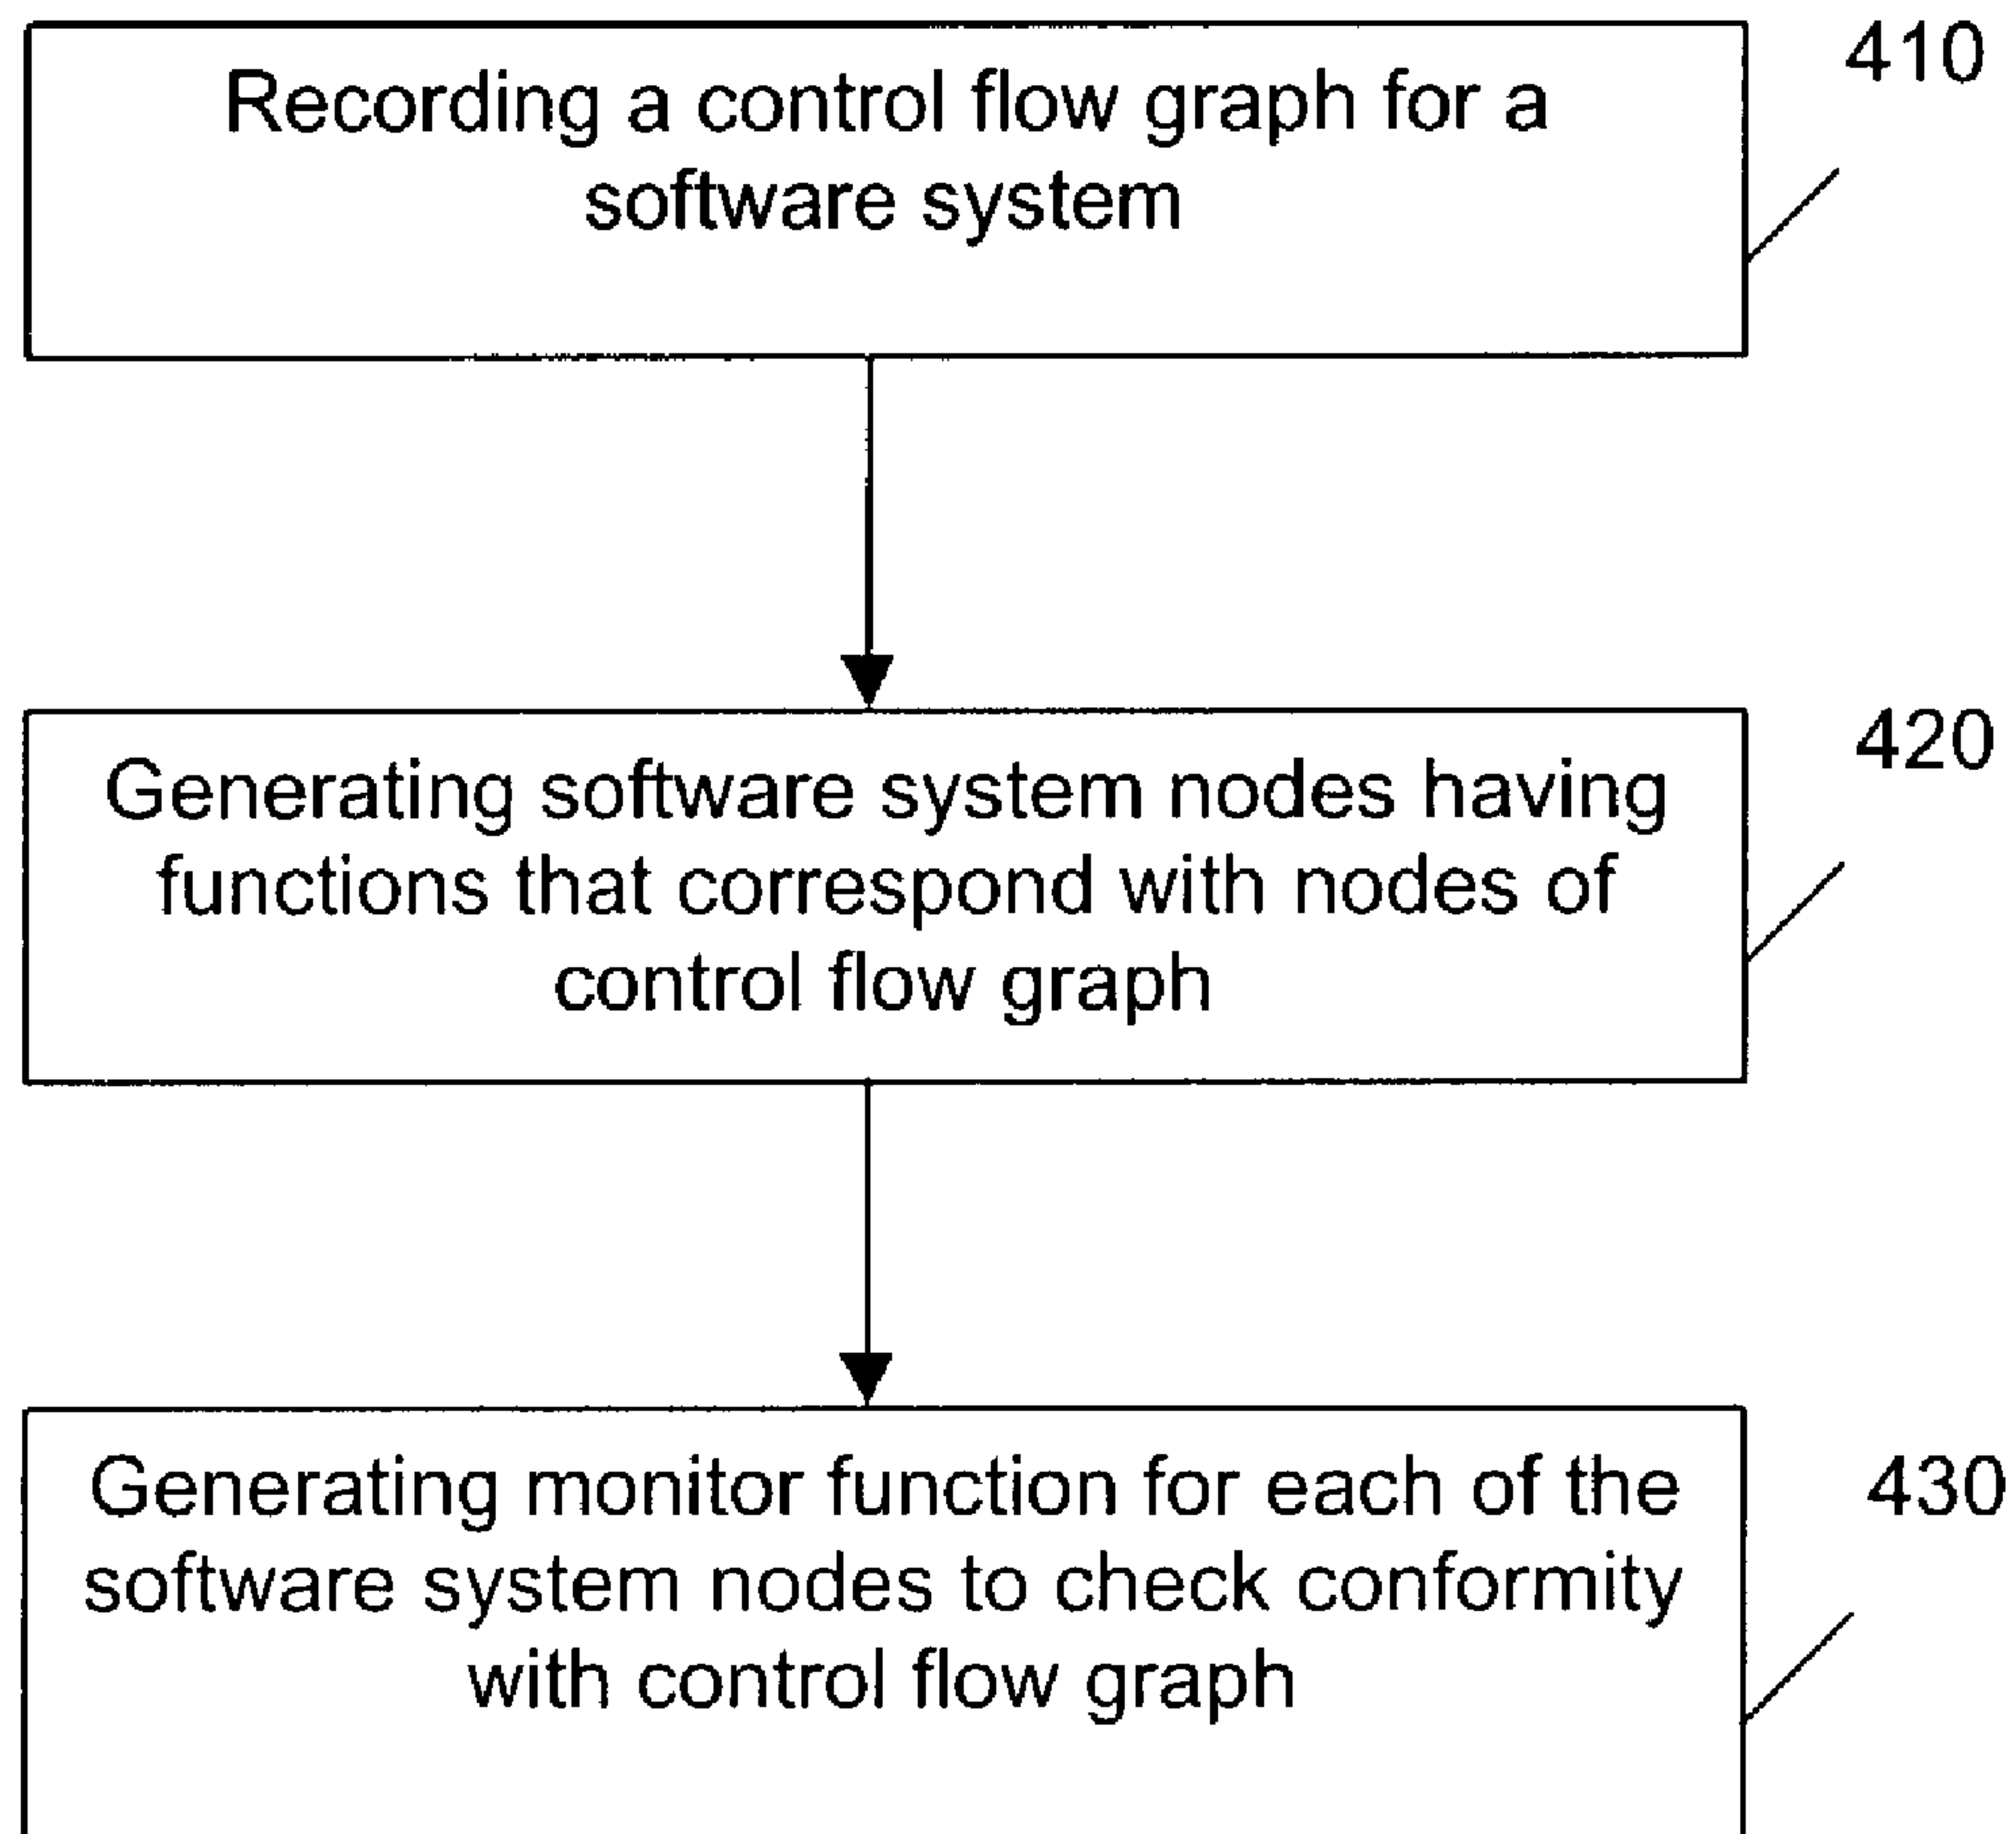 Recording a control flow graph for a
software system
410
Generating software system nodes having
functions that correspond with nodes of
control flow graph
420
Generating monitor function for each of the
software system nodes to check conformity
with control flow graph
430